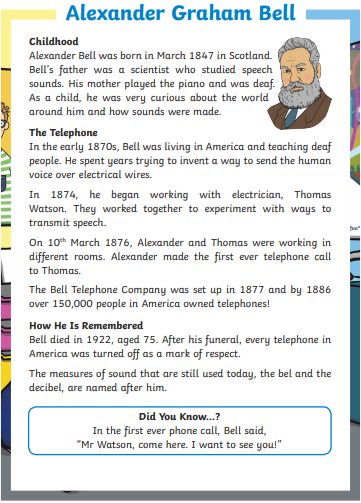 Alexander Graham Bell
Childhood
Alexander Bell was born in March 1847 in Scotland.
Bell's father was a scientist who studied speech
sounds. His mother played the piano and was deaf.
As a child, he was very curious about the world
around him and how sounds were made.
The Telephone
In the early 1870s, Bell was living in America and teaching deaf
people. He spent years trying to invent a way to send the human
voice over electrical wires.
In 1874, he began working with electrician, Thomas
Watson. They worked together to experiment with ways to
transmit speech.
On 10th March 1876, Alexander and Thomas were working in
different rooms. Alexander made the first ever telephone call
to Thomas.
The Bell Telephone Company was set up in 1877 and by 1886
over 150,000 people in America owned telephones!
How He Is Remembered
Bell died in 1922, aged 75. After his funeral, every telephone in
America was turned off as a mark of respect.
The measures of sound that are still used today, the bel and the
decibel, are named after him.
Did You Know...?
In the first ever phone call, Bell said,
"Mr Watson, come here. I want to see you!"